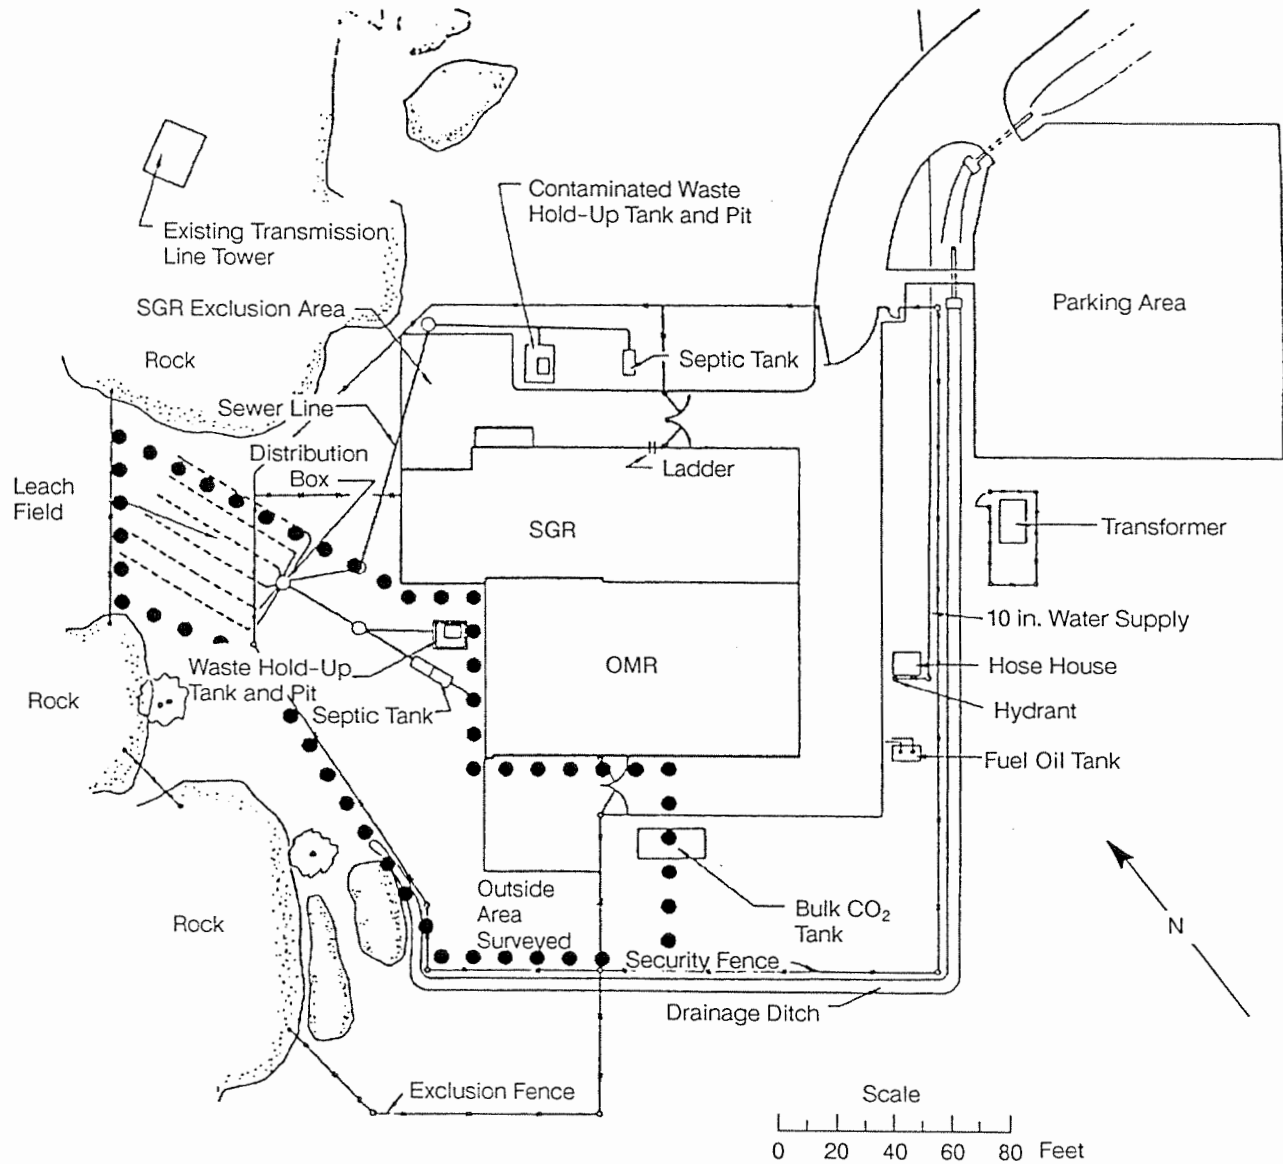 Contaminated Waste
Hold-Up Tank and Pit
Existing Transmission
Line Tower
SGR Exclusion Area
Parking Area
Rock
Septic Tank
Sewer Line
Distribution
Box
Ladder
Leach
Field
SGR
Transformer
10 in. Water Supply
OMR
Hose House
Waste Hold-Up
Tank and Pit
Rock
Septic Tank
Hydrant
Fuel Oil Tank
Outside
Area
Surveyed
Bulk CO₂
Tank
Rock
N
Security Fence
Drainage Ditch
Exclusion Fence
Scale
0 20 40 60 80 Feet